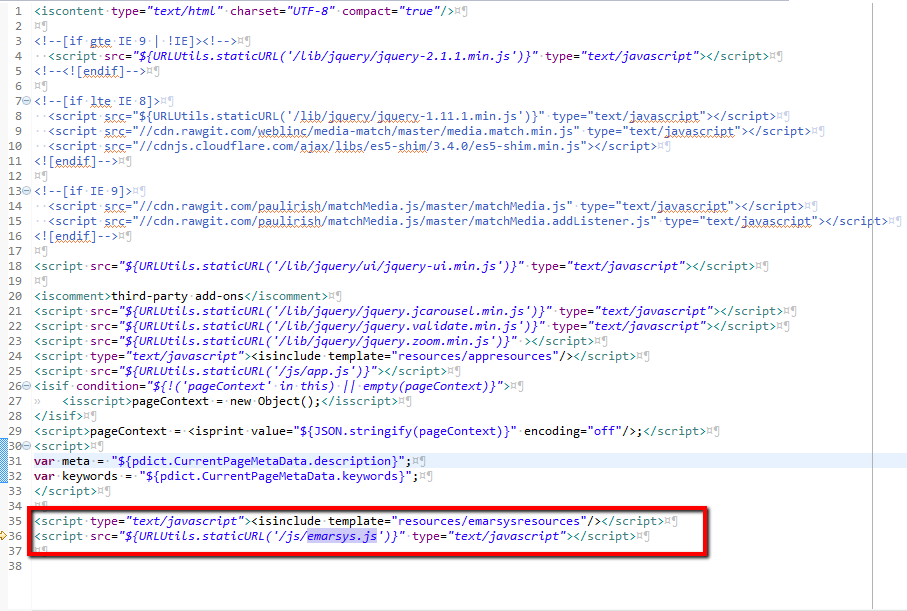 1 <iscontent type="text/html" charset="UTF-8" compact="true"/>
2
3 <!--[if gte IE 9 | !IE]><!-->
4 <script src="${URLUtils.staticURL('/lib/jquery/jquery-2.1.1.min.js')}" type="text/javascript"></script>
5 <!--<![endif]-->
6
7 <!--[if lte IE 8]>
8 <script src="${URLUtils.staticURL('/lib/jquery/jquery-1.11.1.min.js')}" type="text/javascript"></script>
9 <script src="//cdn.rawgit.com/weblinc/media-match/master/media.match.min.js" type="text/javascript"></script>
10 <script src="//cdnjs.cloudflare.com/ajax/libs/es5-shim/3.4.0/es5-shim.min.js"></script>
11 <![endif]-->
12
13 <!--[if IE 9]>
14 <script src="//cdn.rawgit.com/paulirish/matchMedia.js/master/matchMedia.js" type="text/javascript"></script>
15 <script src="//cdn.rawgit.com/paulirish/matchMedia.js/master/matchMedia.addListener.js" type="text/javascript"></script>
16 <![endif]-->
17
18 <script src="${URLUtils.staticURL('/lib/jquery/ui/jquery-ui.min.js')}" type="text/javascript"></script>
19
20 <iscomment>third-party add-ons</iscomment>
21 <script src="${URLUtils.staticURL('/lib/jquery/jquery.jcarousel.min.js')}" type="text/javascript"></script>
22 <script src="${URLUtils.staticURL('/lib/jquery/jquery.validate.min.js')}" type="text/javascript"></script>
23 <script src="${URLUtils.staticURL('/lib/jquery/jquery.zoom.min.js')}" ></script>
24 <script type="text/javascript"><isinclude template="resources/appresources"/></script>
25 <script src="${URLUtils.staticURL('/js/app.js')}"></script>
26 <isif condition="${!('pageContext' in this) || empty(pageContext)}">
27 <isscript>pageContext = new Object();</isscript>
28 </isif>
29 <script>pageContext = <isprint value="${JSON.stringify(pageContext)}" encoding="off"/>;</script>
30 <script>
31 var meta = "${pdict.CurrentPageMetaData.description}";
32 var keywords = "${pdict.CurrentPageMetaData.keywords}";
33 </script>
34
35 <script type="text/javascript"><isinclude template="resources/emarsysresources"/></script>
36 <script src="${URLUtils.staticURL('/js/emarsys.js')}" type="text/javascript"></script>
37
38